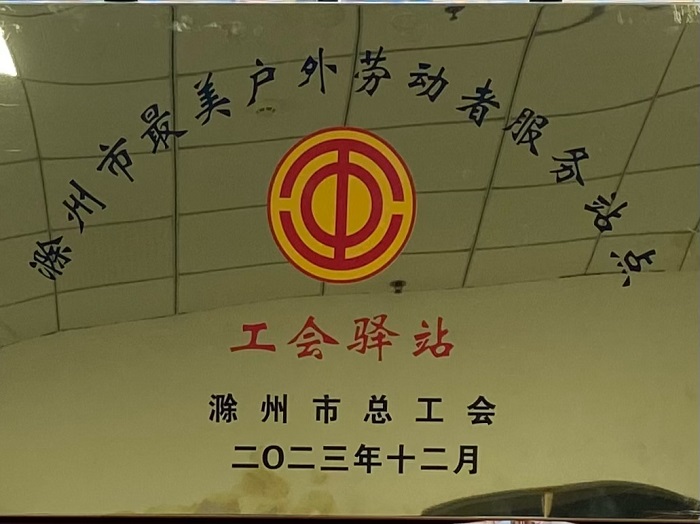 滁州市最美户外劳动者服务站点
工会驿站
滁州市总工会
二〇二三年十二月